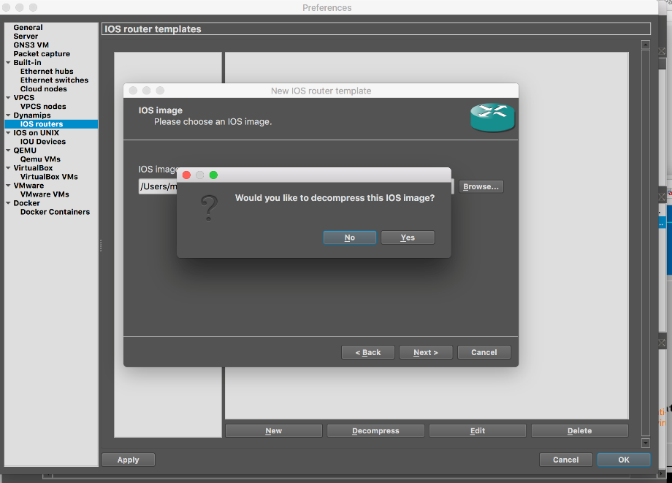 Preferences
General
Server
GNS3 VM
Packet capture
Built-in
Ethernet hubs
Ethernet switches
Cloud nodes
VPCS
VPCS nodes
Dynamips
IOS routers
IOS on UNIX
IOU Devices
QEMU
Qemu VMs
VirtualBox
VirtualBox VMs
VMware
VMware VMs
Docker
Docker Containers
IOS router templates
New IOS router template
IOS image
Please choose an IOS image.
IOS image
/Users/m
Browse...
Would you like to decompress this IOS image?
No Yes
< Back Next > Cancel
New Decompress Edit Delete
Apply Cancel OK